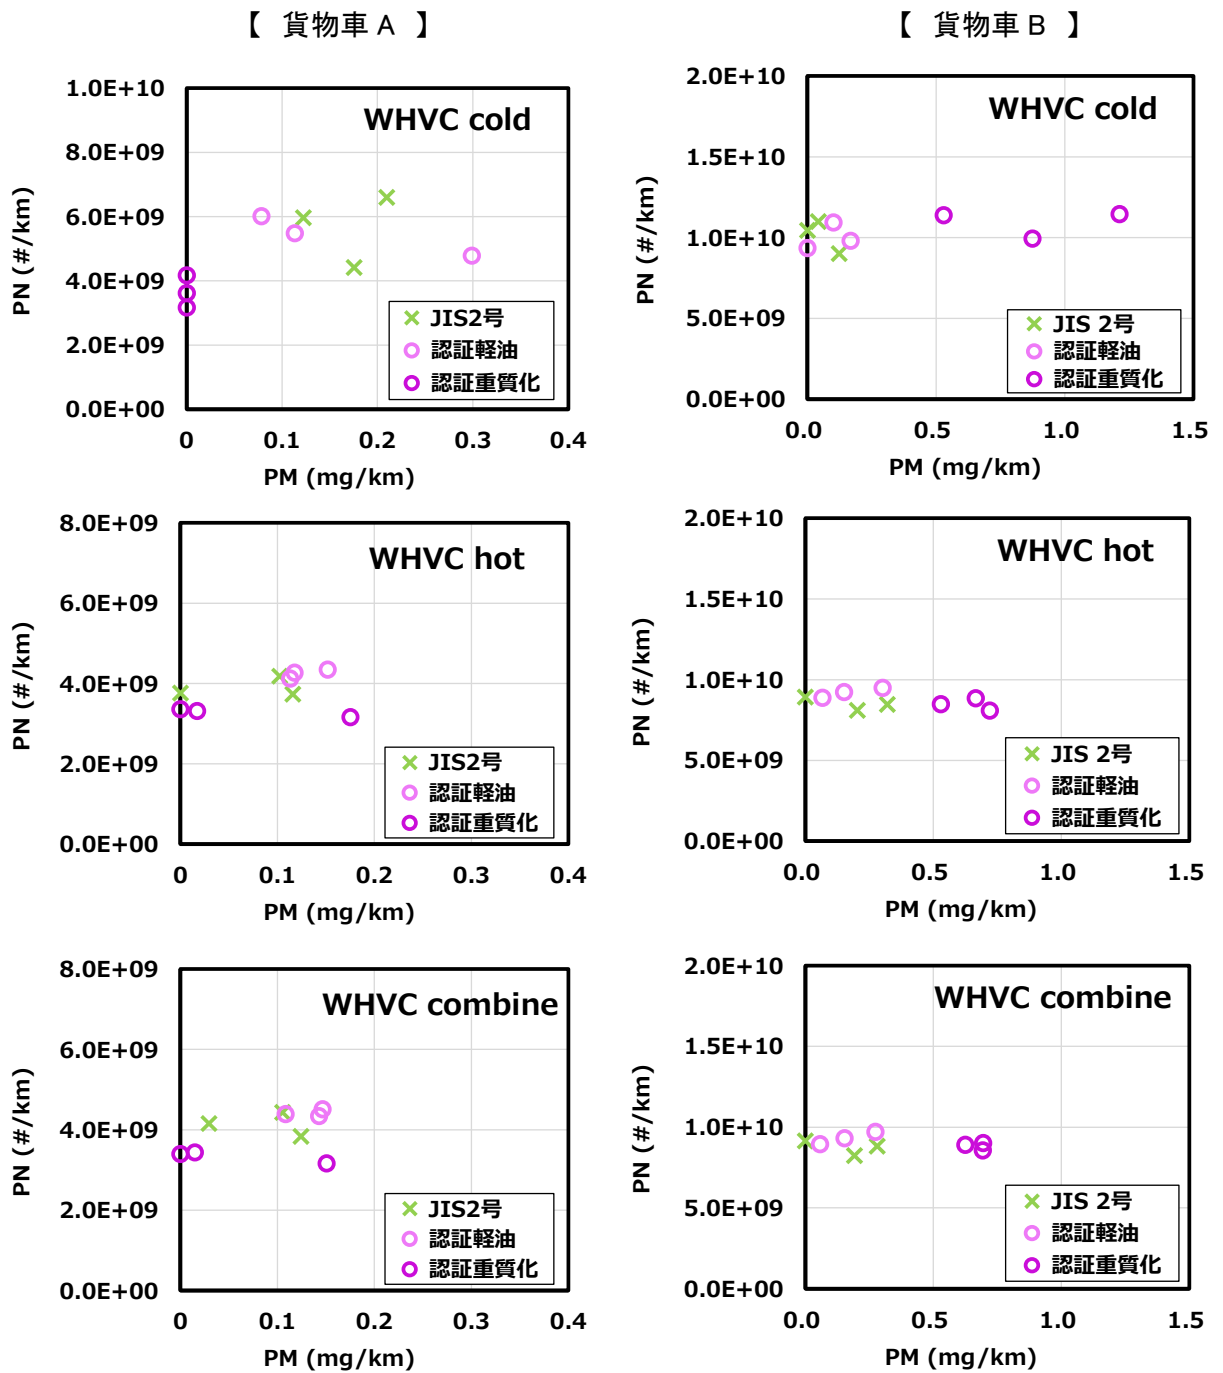 【 貨物車 A 】
WHVC cold
PN (#/km)
1.0E+10
8.0E+09
6.0E+09
4.0E+09
2.0E+09
0.0E+00
JIS2号
認証軽油
認証重質化
0 0.1 0.2 0.3 0.4
PM (mg/km)
WHVC hot
PN (#/km)
8.0E+09
6.0E+09
4.0E+09
2.0E+09
0.0E+00
JIS2号
認証軽油
認証重質化
0 0.1 0.2 0.3 0.4
PM (mg/km)
WHVC combine
PN (#/km)
8.0E+09
6.0E+09
4.0E+09
2.0E+09
0.0E+00
JIS2号
認証軽油
認証重質化
0 0.1 0.2 0.3 0.4
PM (mg/km)
【 貨物車 B 】
WHVC cold
PN (#/km)
2.0E+10
1.5E+10
1.0E+10
5.0E+09
0.0E+00
JIS 2号
認証軽油
認証重質化
0.0 0.5 1.0 1.5
PM (mg/km)
WHVC hot
PN (#/km)
2.0E+10
1.5E+10
1.0E+10
5.0E+09
0.0E+00
JIS 2号
認証軽油
認証重質化
0.0 0.5 1.0 1.5
PM (mg/km)
WHVC combine
PN (#/km)
2.0E+10
1.5E+10
1.0E+10
5.0E+09
0.0E+00
JIS 2号
認証軽油
認証重質化
0.0 0.5 1.0 1.5
PM (mg/km)